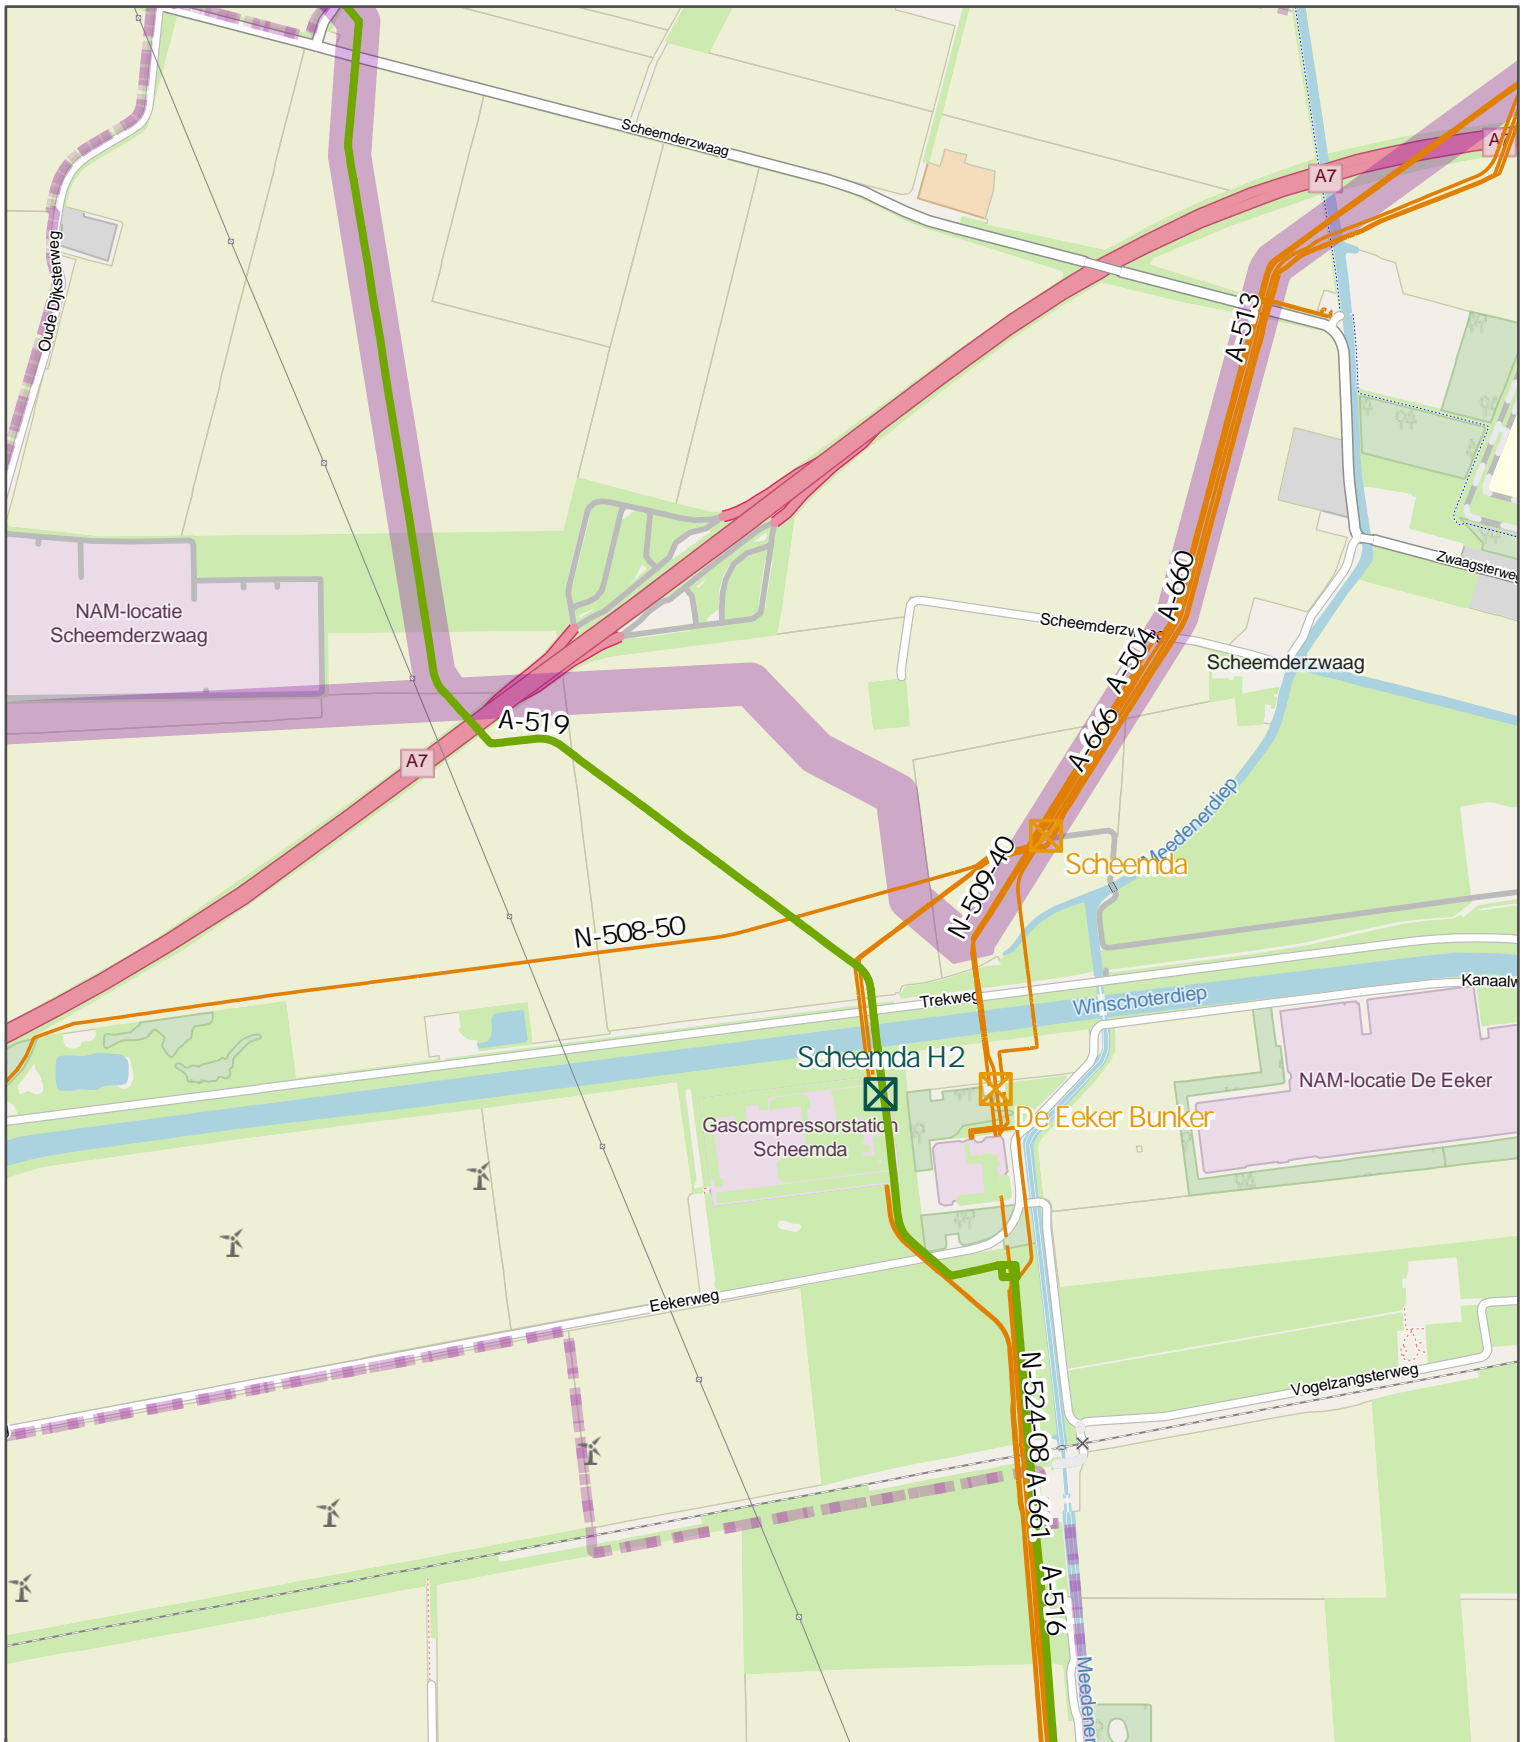 Scheemderzwaag
A7
A7
Oude Dijksterweg
A-513
Zwaagsterweg
A-660
NAM-locatie
Scheemderzwaag
Scheemderzwaag
A-504
Scheemderzwaag
A-519
A-666
A7
Meedenerdiep
N-509-40
Scheemda
N-508-50
Trekweg
Winschoterdiep
Kanaalw
Scheemda H2
NAM-locatie De Eeker
Gascompressorstation
Scheemda
De Eeker Bunker
Eekerweg
N-524-08
Vogelzangsterweg
A-661
A-516
Meedener